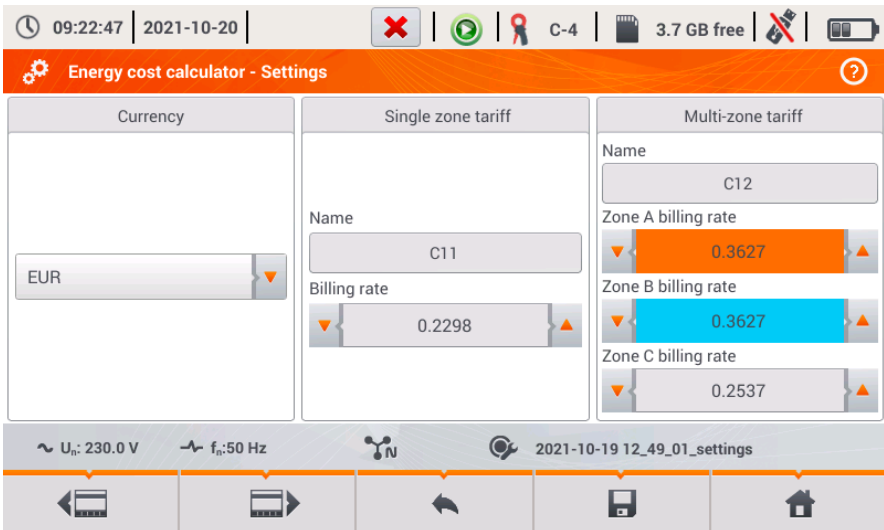 09:22:47 2021-10-20 C-4 3.7 GB free
Energy cost calculator - Settings ?
Currency
EUR
Single zone tariff
Name
C11
Billing rate
0.2298
Multi-zone tariff
Name
C12
Zone A billing rate
0.3627
Zone B billing rate
0.3627
Zone C billing rate
0.2537
Uₙ: 230.0 V fₙ:50 Hz N 2021-10-19 12_49_01_settings